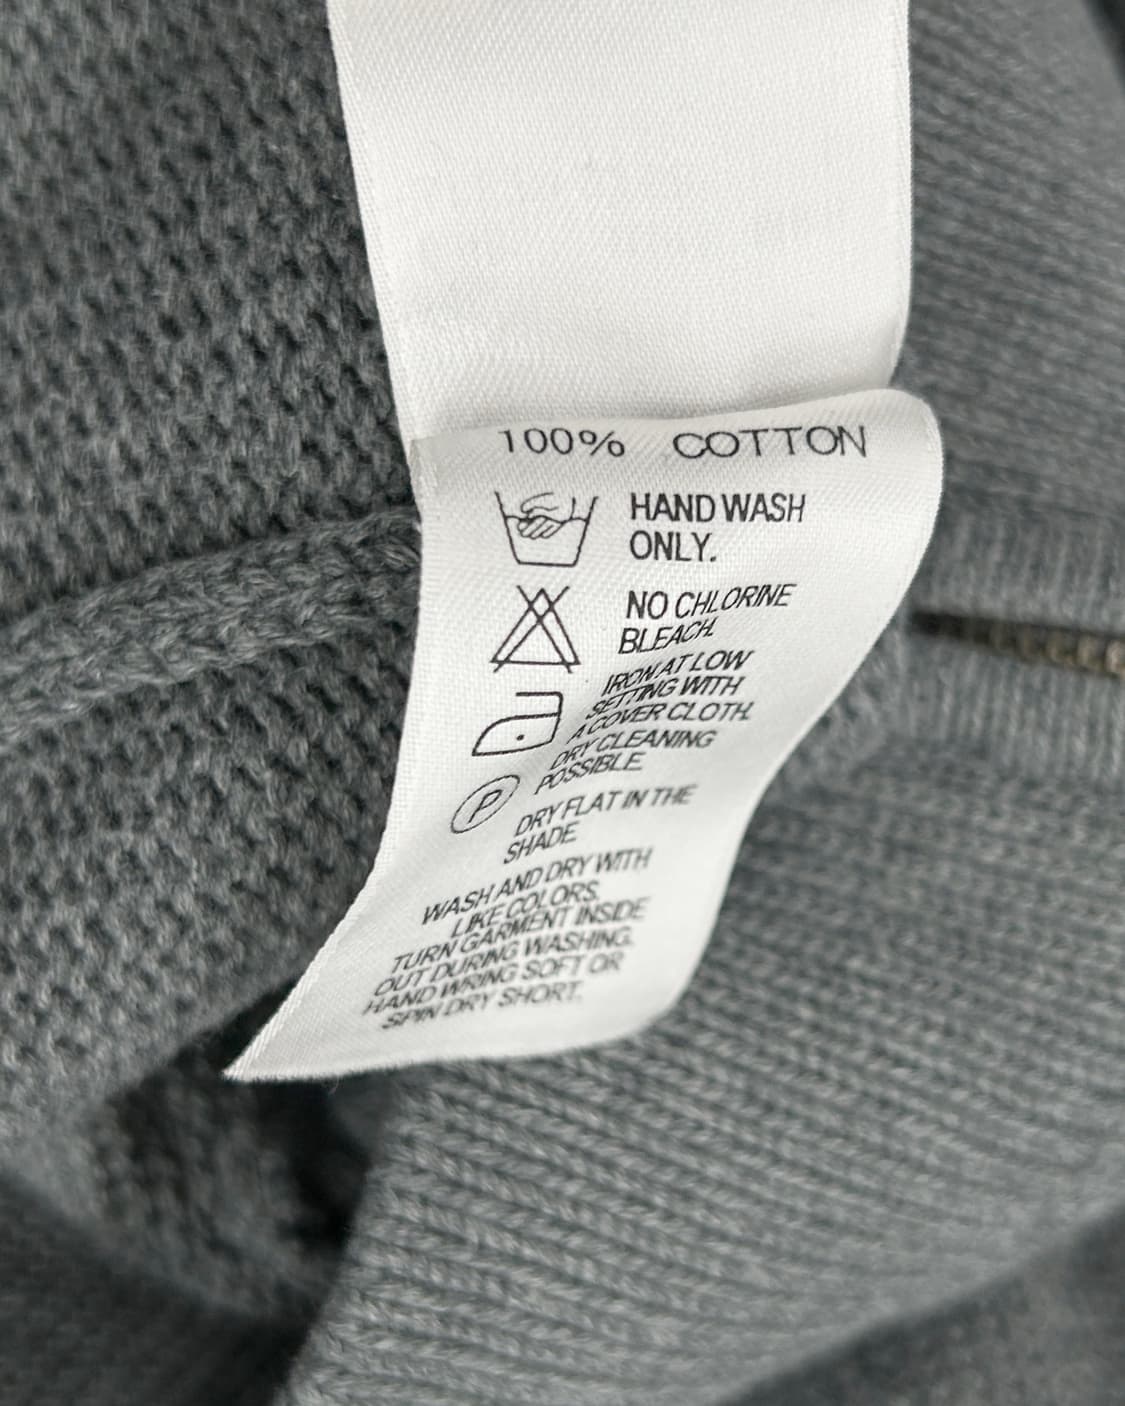 100% COTTON
HAND WASH
ONLY.
NO CHLORINE
BLEACH.
IRON AT LOW
SETTING WITH
A COVER CLOTH.
DRY CLEANING
POSSIBLE.
P
DRY FLAT IN THE
SHADE
WASH AND DRY WITH
LIKE COLORS.
TURN GARMENT INSIDE
OUT DURING WASHING.
HAND WRING SOFT OR
SPIN DRY SHORT.